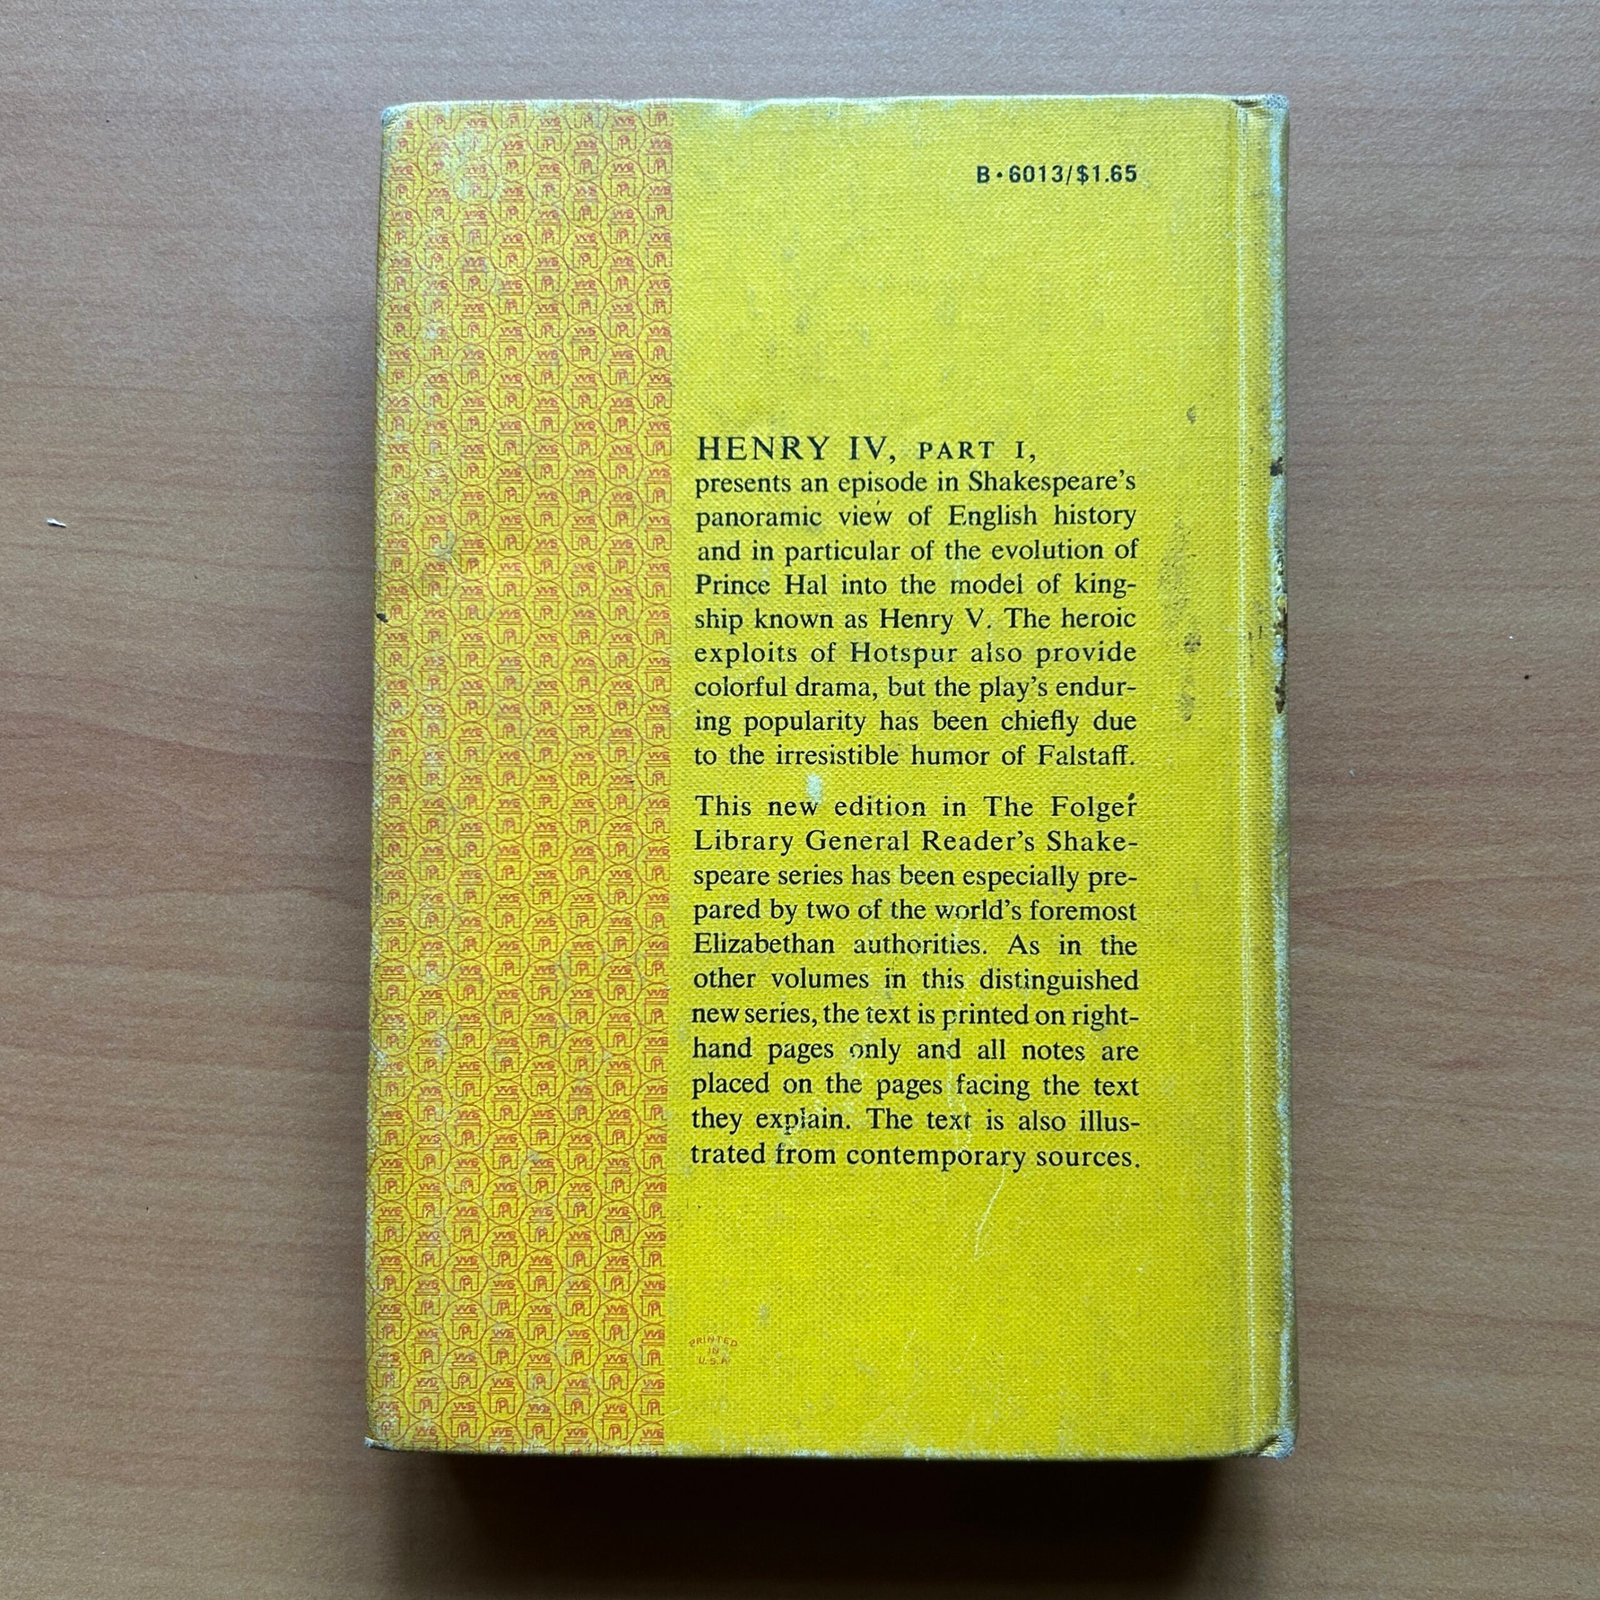 B•6013/$1.65
HENRY IV, PART I,
presents an episode in Shakespeare's
panoramic view of English history
and in particular of the evolution of
Prince Hal into the model of king-
ship known as Henry V. The heroic
exploits of Hotspur also provide
colorful drama, but the play's endur-
ing popularity has been chiefly due
to the irresistible humor of Falstaff.
This new edition in The Folger
Library General Reader's Shake-
speare series has been especially pre-
pared by two of the world's foremost
Elizabethan authorities. As in the
other volumes in this distinguished
new series, the text is printed on right-
hand pages only and all notes are
placed on the pages facing the text
they explain. The text is also illus-
trated from contemporary sources.
PRINTED
IN
U.S.A.